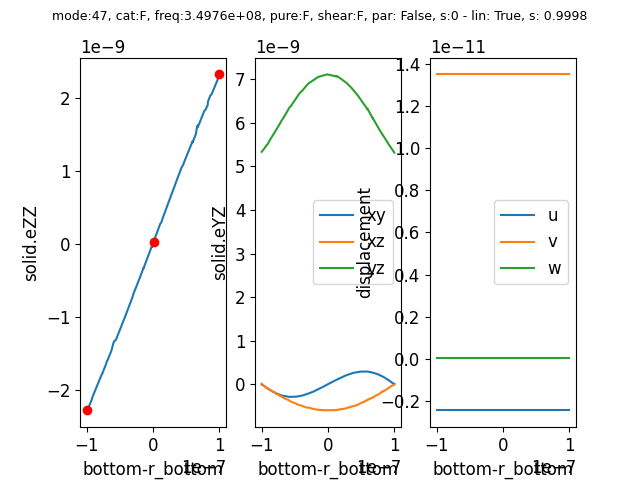 mode:47, cat:F, freq:3.4976e+08, pure:F, shear:F, par: False, s:0 - lin: True, s: 0.9998
1e−9
1e−9
1e−11
solid.eZZ
2
1
0
−1
−2
−1
0
1
1e−7
bottom-r_bottom
solid.eYZ
7
6
5
4
3
2
1
0
xy
xz
yz
−1
0
1
1e−7
bottom-r_bottom
displacement
1.4
1.2
1.0
0.8
0.6
0.4
0.2
0.0
−0.2
u
v
w
−1
0
1
1e−7
bottom-r_bottom